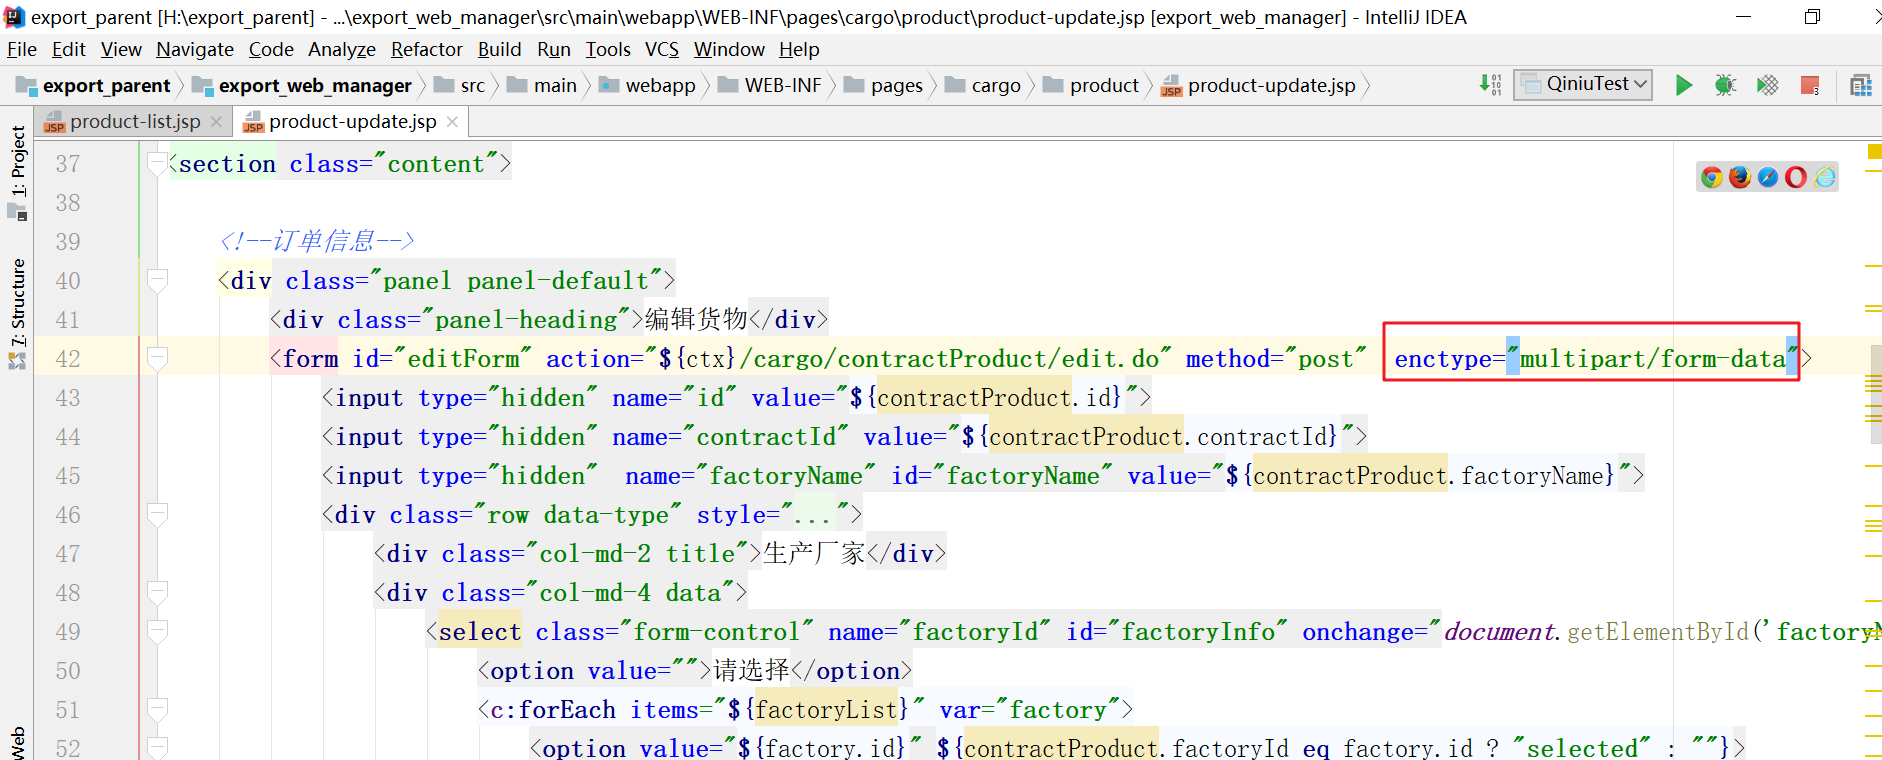 export_parent [H:\export_parent] - ...\export_web_manager\src\main\webapp\WEB-INF\pages\cargo\product\product-update.jsp [export_web_manager] - IntelliJ IDEA
File Edit View Navigate Code Analyze Refactor Build Run Tools VCS Window Help
export_parent export_web_manager src main webapp WEB-INF pages cargo product product-update.jsp QiniuTest
product-list.jsp product-update.jsp
1: Project
7: Structure
Web
37 <section class="content">
38
39 <!--订单信息-->
40 <div class="panel panel-default">
41 <div class="panel-heading">编辑货物</div>
42 <form id="editForm" action="${ctx}/cargo/contractProduct/edit.do" method="post" enctype="multipart/form-data">
43 <input type="hidden" name="id" value="${contractProduct.id}">
44 <input type="hidden" name="contractId" value="${contractProduct.contractId}">
45 <input type="hidden" name="factoryName" id="factoryName" value="${contractProduct.factoryName}">
46 <div class="row data-type" style="...">
47 <div class="col-md-2 title">生产厂家</div>
48 <div class="col-md-4 data">
49 <select class="form-control" name="factoryId" id="factoryInfo" onchange="document.getElementById('factoryN
50 <option value="">请选择</option>
51 <c:forEach items="${factoryList}" var="factory">
52 <option value="${factory.id}" ${contractProduct.factoryId eq factory.id ? "selected" : ""}>